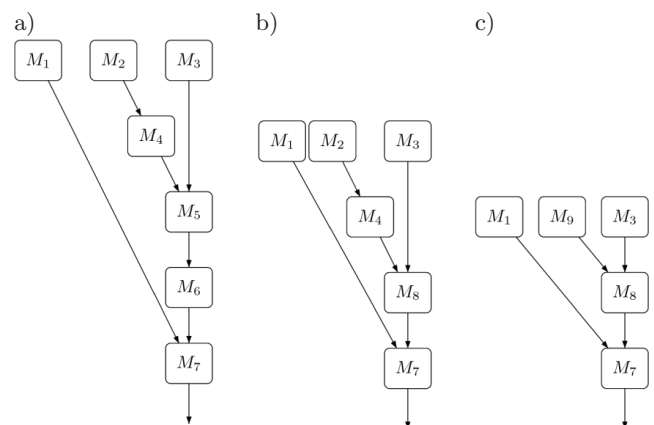 a) b) c)
M₁ M₂ M₃
M₄
M₅
M₆
M₇
M₁ M₂ M₃
M₄
M₈
M₇
M₁ M₉ M₃
M₈
M₇